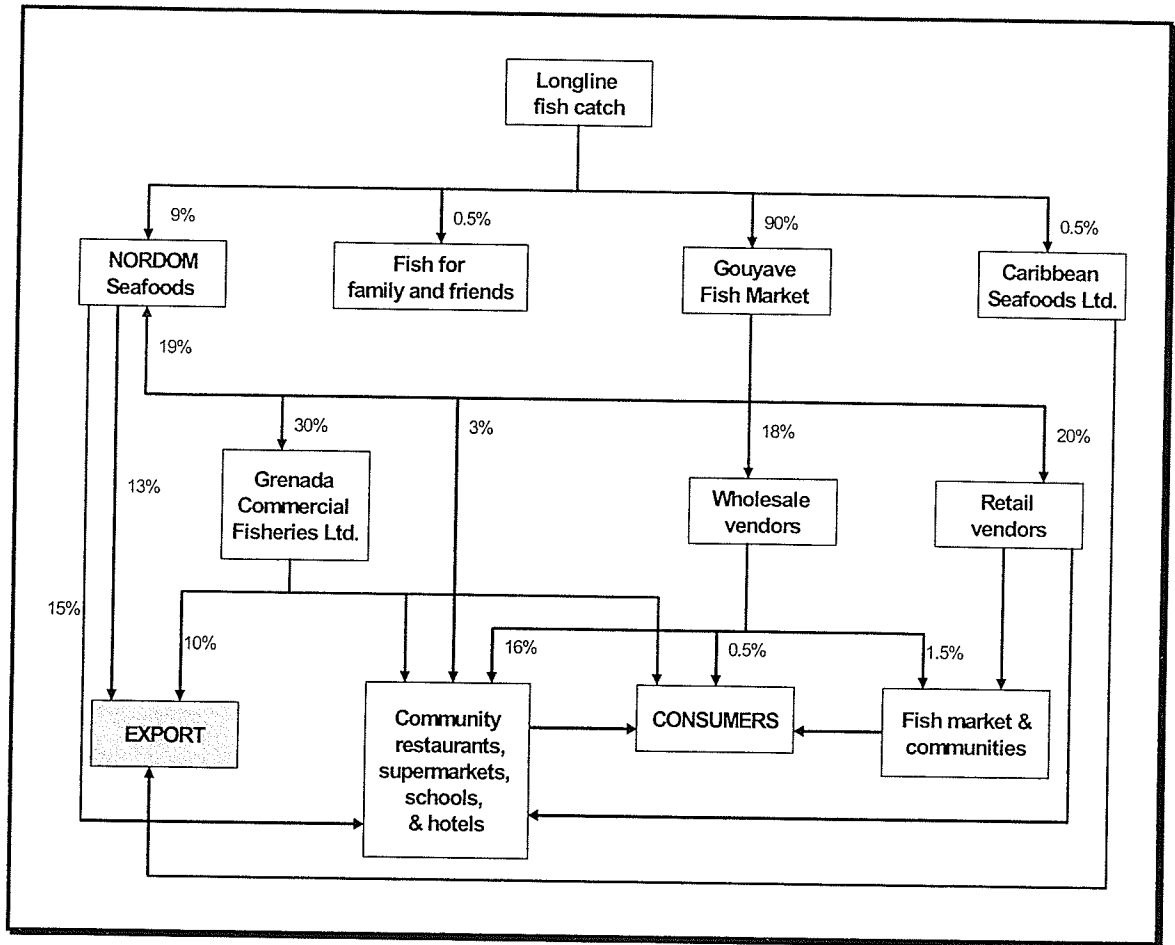 Longline
fish catch
9%
0.5%
90%
0.5%
NORDOM
Seafoods
Fish for
family and friends
Gouyave
Fish Market
Caribbean
Seafoods Ltd.
19%
30%
3%
18%
20%
13%
Grenada
Commercial
Fisheries Ltd.
Wholesale
vendors
Retail
vendors
15%
10%
16%
0.5%
1.5%
EXPORT
Community
restaurants,
supermarkets,
schools,
& hotels
CONSUMERS
Fish market &
communities